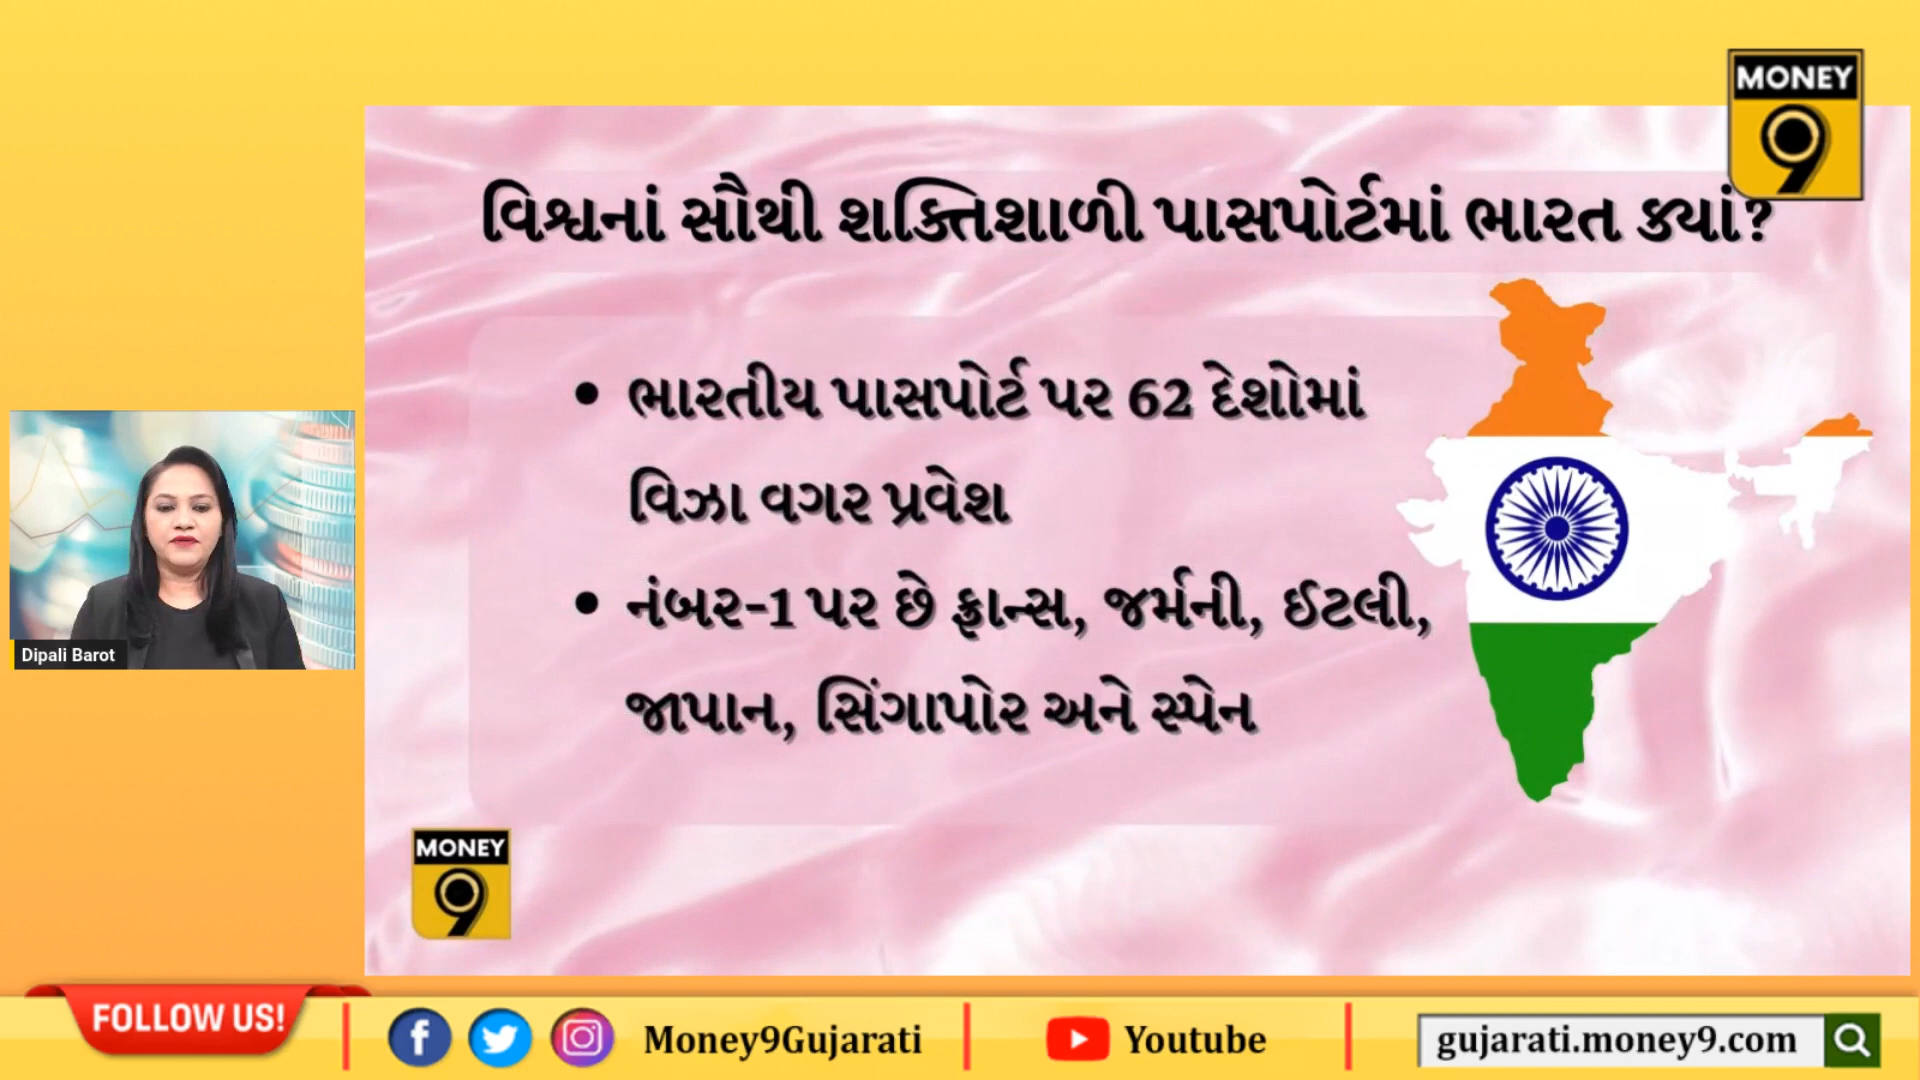 MONEY
9
વિશ્વનાં સૌથી શક્તિશાળી પાસપોર્ટમાં ભારત ક્યાં?
• ભારતીય પાસપોર્ટ પર 62 દેશોમાં
વિઝા વગર પ્રવેશ
• નંબર-1 પર છે ફ્રાન્સ, જર્મની, ઈટલી,
જાપાન, સિંગાપોર અને સ્પેન
Dipali Barot
MONEY
9
FOLLOW US!
Money9Gujarati
Youtube
gujarati.money9.com